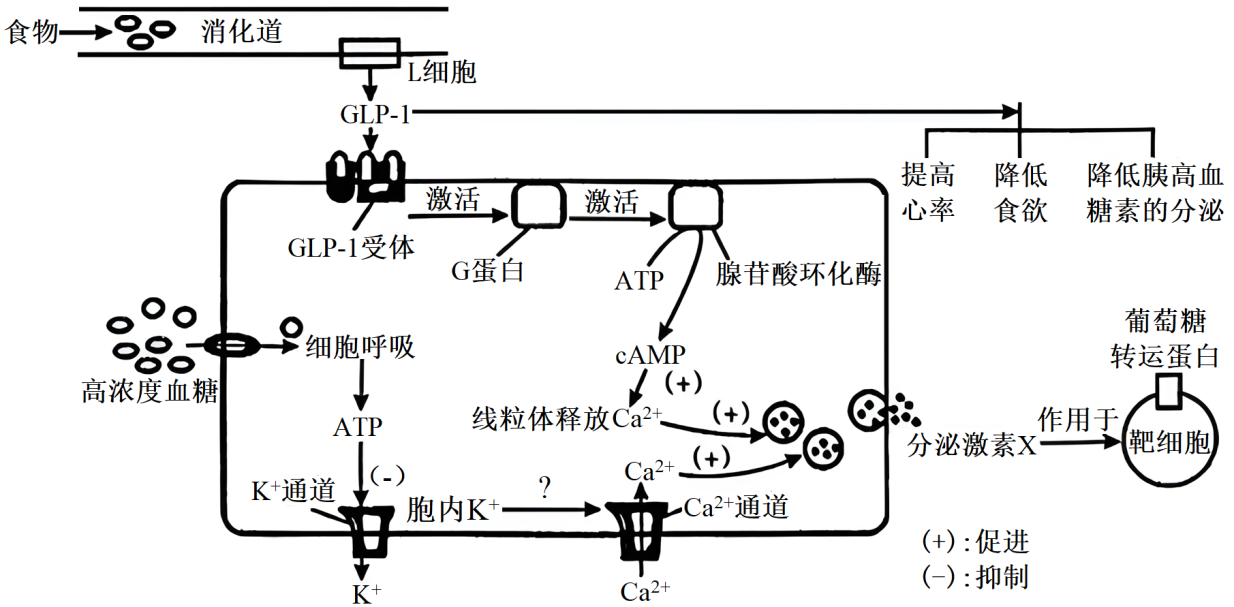 食物
消化道
L细胞
GLP-1
提高
心率
降低
食欲
降低胰高血
糖素的分泌
激活
激活
GLP-1受体
G蛋白
ATP
腺苷酸环化酶
高浓度血糖
细胞呼吸
cAMP
(+)
ATP
线粒体释放Ca²⁺
(+)
(+)
Ca²⁺
(-)
K⁺通道
胞内K⁺
?
Ca²⁺通道
K⁺
Ca²⁺
分泌激素X
作用于
葡萄糖
转运蛋白
靶细胞
(+):促进
(−):抑制